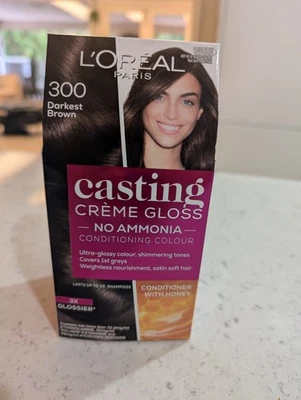 L'ORÉAL
PARIS
300
Darkest
Brown
casting
CRÈME GLOSS
NO AMMONIA
CONDITIONING COLOUR
Ultra-glossy colour, shimmering tones
Covers 1st greys
Weightless nourishment, satin soft hair
LASTS UP TO 28 SHAMPOOS
3X
GLOSSIER*
CONDITIONER
WITH HONEY